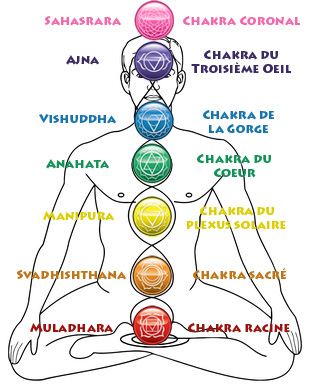 Sahasrara Chakra Coronal
Ajna Chakra du
Troisième Oeil
Vishuddha Chakra de
la Gorge
Anahata Chakra du
Coeur
Manipura Chakra du
plexus solaire
Svadhishthana Chakra Sacré
Muladhara Chakra Racine